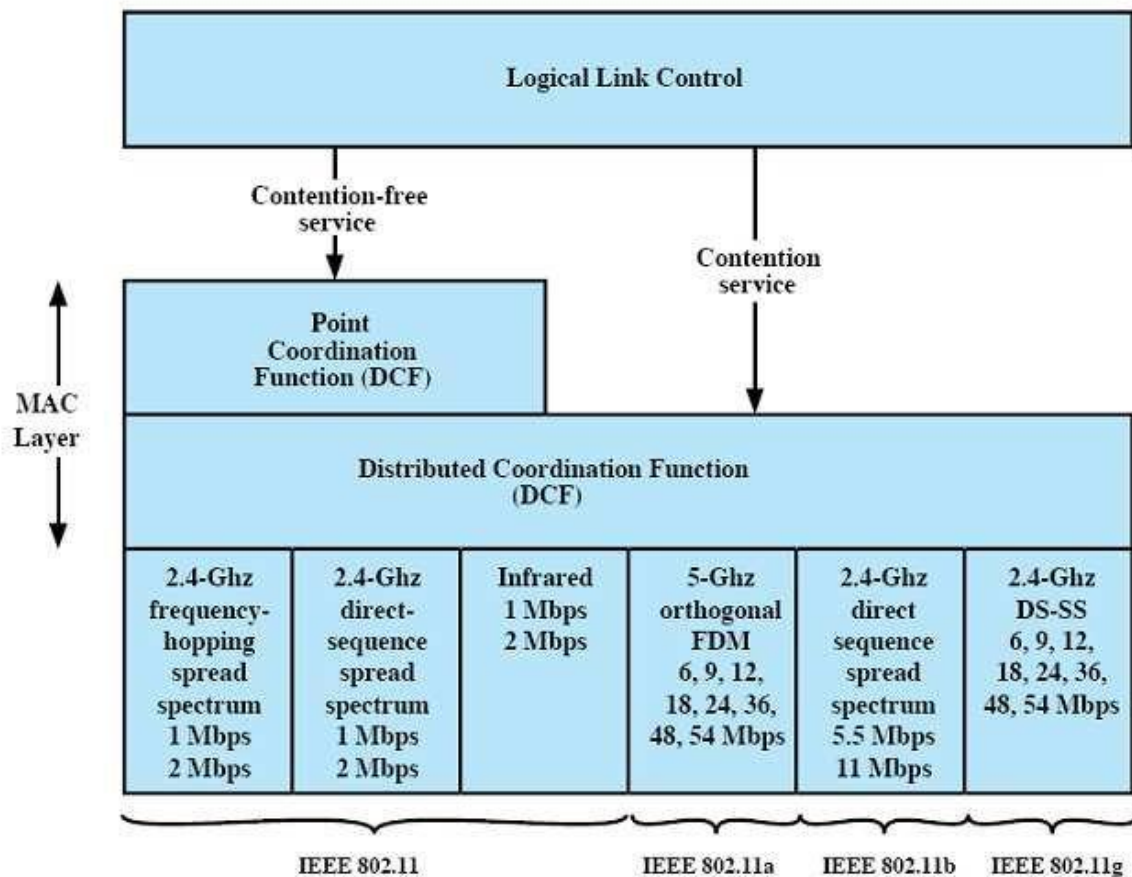 Logical Link Control
Contention-free
service
Contention
service
Point
Coordination
Function (DCF)
MAC
Layer
Distributed Coordination Function
(DCF)
2.4-Ghz
frequency-
hopping
spread
spectrum
1 Mbps
2 Mbps
2.4-Ghz
direct-
sequence
spread
spectrum
1 Mbps
2 Mbps
Infrared
1 Mbps
2 Mbps
5-Ghz
orthogonal
FDM
6, 9, 12,
18, 24, 36,
48, 54 Mbps
2.4-Ghz
direct
sequence
spread
spectrum
5.5 Mbps
11 Mbps
2.4-Ghz
DS-SS
6, 9, 12,
18, 24, 36,
48, 54 Mbps
IEEE 802.11
IEEE 802.11a
IEEE 802.11b
IEEE 802.11g